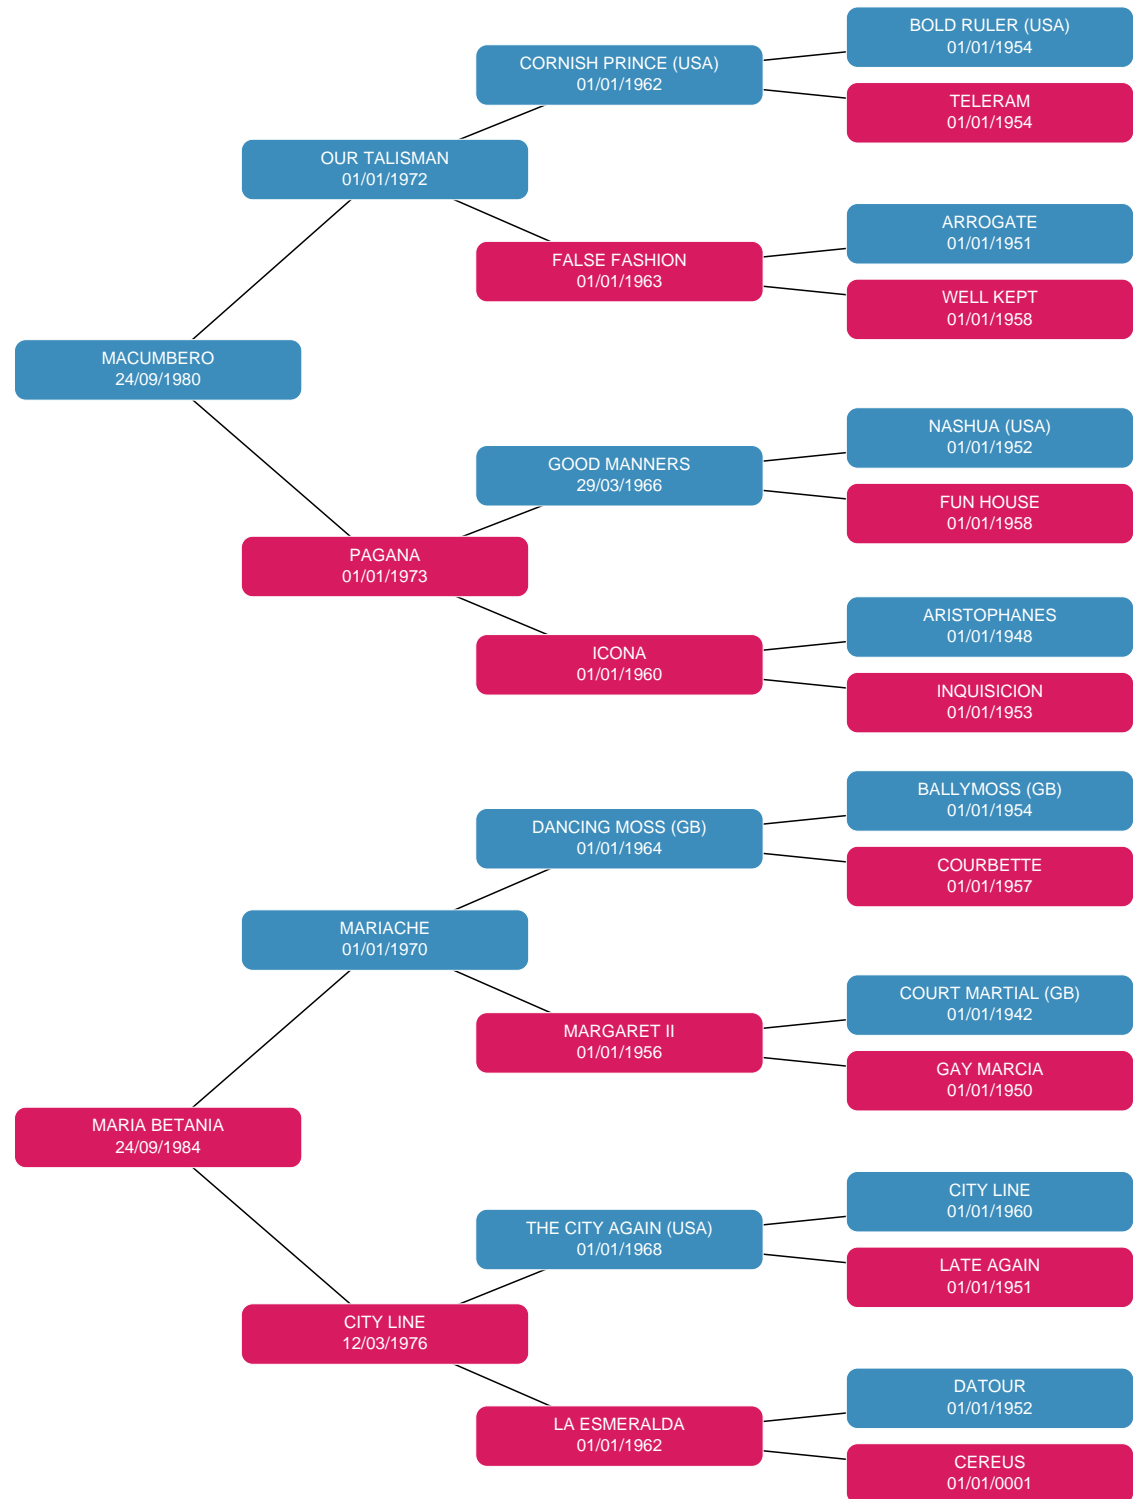 BOLD RULER (USA)
01/01/1954
CORNISH PRINCE (USA)
01/01/1962
TELERAM
01/01/1954
OUR TALISMAN
01/01/1972
ARROGATE
01/01/1951
FALSE FASHION
01/01/1963
WELL KEPT
01/01/1958
MACUMBERO
24/09/1980
NASHUA (USA)
01/01/1952
GOOD MANNERS
29/03/1966
FUN HOUSE
01/01/1958
PAGANA
01/01/1973
ARISTOPHANES
01/01/1948
ICONA
01/01/1960
INQUISICION
01/01/1953
BALLYMOSS (GB)
01/01/1954
DANCING MOSS (GB)
01/01/1964
COURBETTE
01/01/1957
MARIACHE
01/01/1970
COURT MARTIAL (GB)
01/01/1942
MARGARET II
01/01/1956
GAY MARCIA
01/01/1950
MARIA BETANIA
24/09/1984
CITY LINE
01/01/1960
THE CITY AGAIN (USA)
01/01/1968
LATE AGAIN
01/01/1951
CITY LINE
12/03/1976
DATOUR
01/01/1952
LA ESMERALDA
01/01/1962
CEREUS
01/01/0001